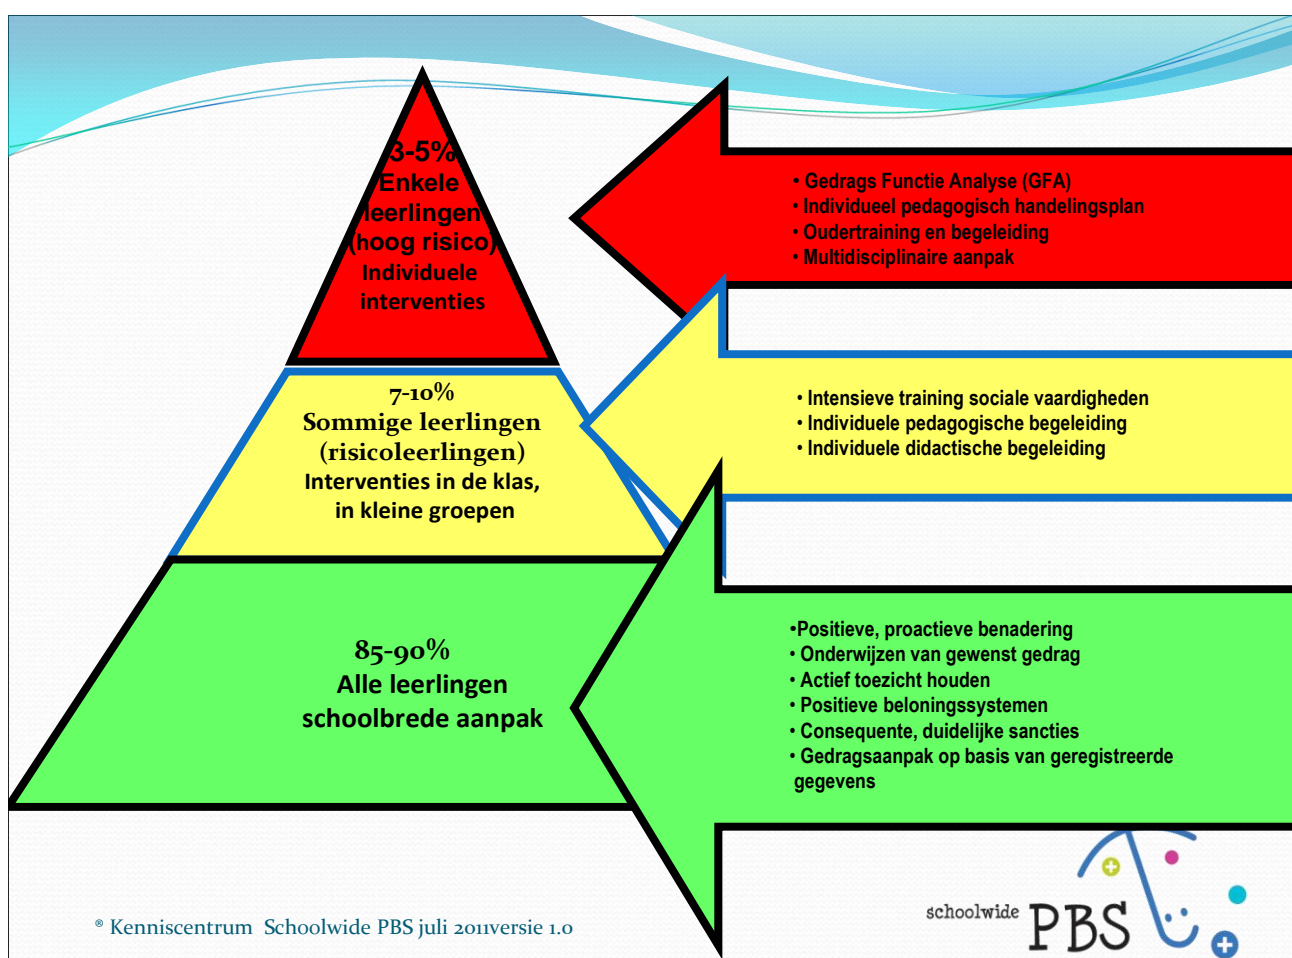 3-5%
Enkele
leerlingen
(hoog risico)
Individuele
interventies
• Gedrags Functie Analyse (GFA)
• Individueel pedagogisch handelingsplan
• Oudertraining en begeleiding
• Multidisciplinaire aanpak
7-10%
Sommige leerlingen
(risicoleerlingen)
Interventies in de klas,
in kleine groepen
• Intensieve training sociale vaardigheden
• Individuele pedagogische begeleiding
• Individuele didactische begeleiding
85-90%
Alle leerlingen
schoolbrede aanpak
•Positieve, proactieve benadering
• Onderwijzen van gewenst gedrag
• Actief toezicht houden
• Positieve beloningssystemen
• Consequente, duidelijke sancties
• Gedragsaanpak op basis van geregistreerde
gegevens
® Kenniscentrum Schoolwide PBS juli 2011versie 1.0
schoolwide
PBS